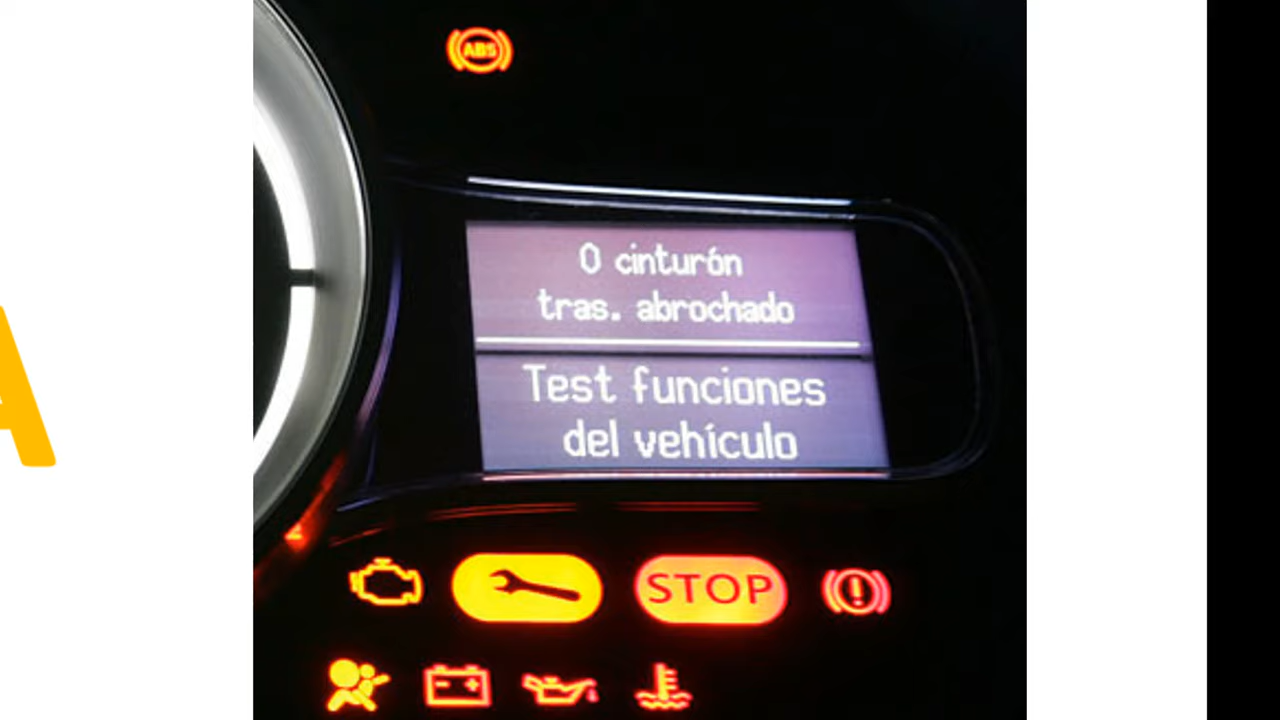 A
ABS
0 cinturón
tras. abrochado
Test funciones
del vehículo
STOP